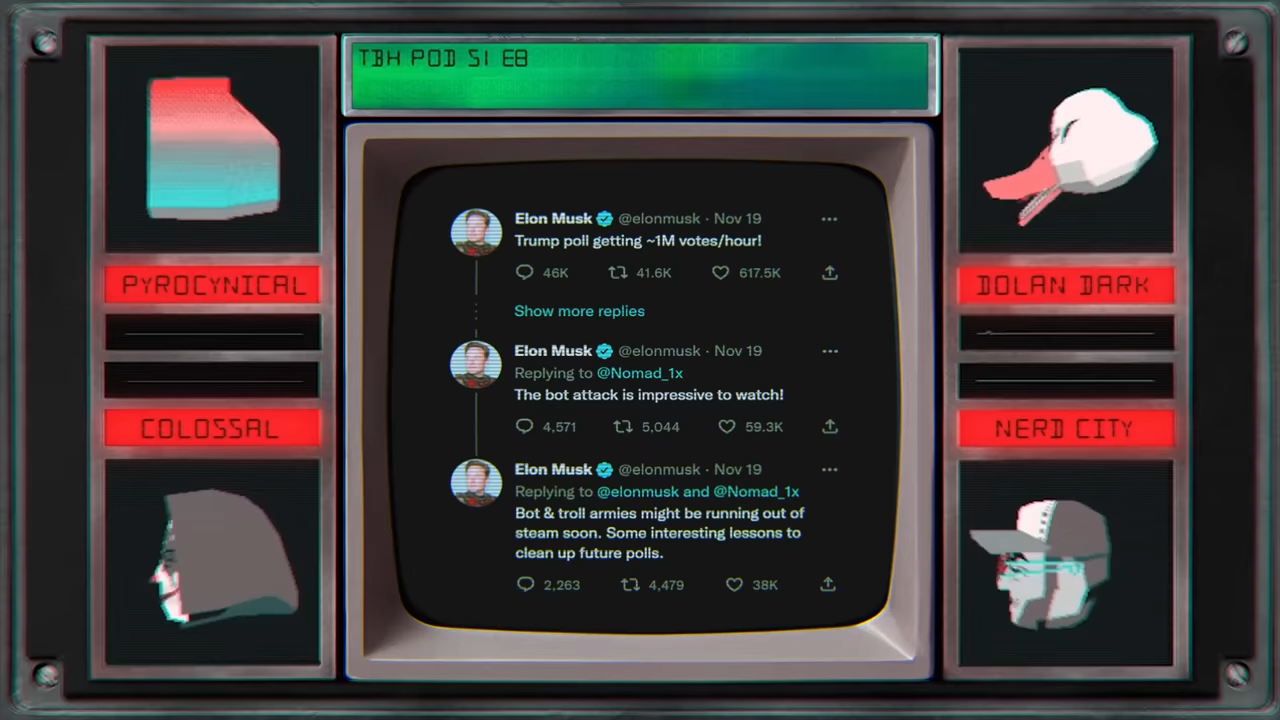 TBH POD S1 E8
PYROCYNICAL
COLOSSAL
Elon Musk @elonmusk · Nov 19
Trump poll getting ~1M votes/hour!
46K 41.6K 617.5K
Show more replies
Elon Musk @elonmusk · Nov 19
Replying to @Nomad_1x
The bot attack is impressive to watch!
4,571 5,044 59.3K
Elon Musk @elonmusk · Nov 19
Replying to @elonmusk and @Nomad_1x
Bot & troll armies might be running out of
steam soon. Some interesting lessons to
clean up future polls.
2,263 4,479 38K
DOLAN DARK
NERD CITY